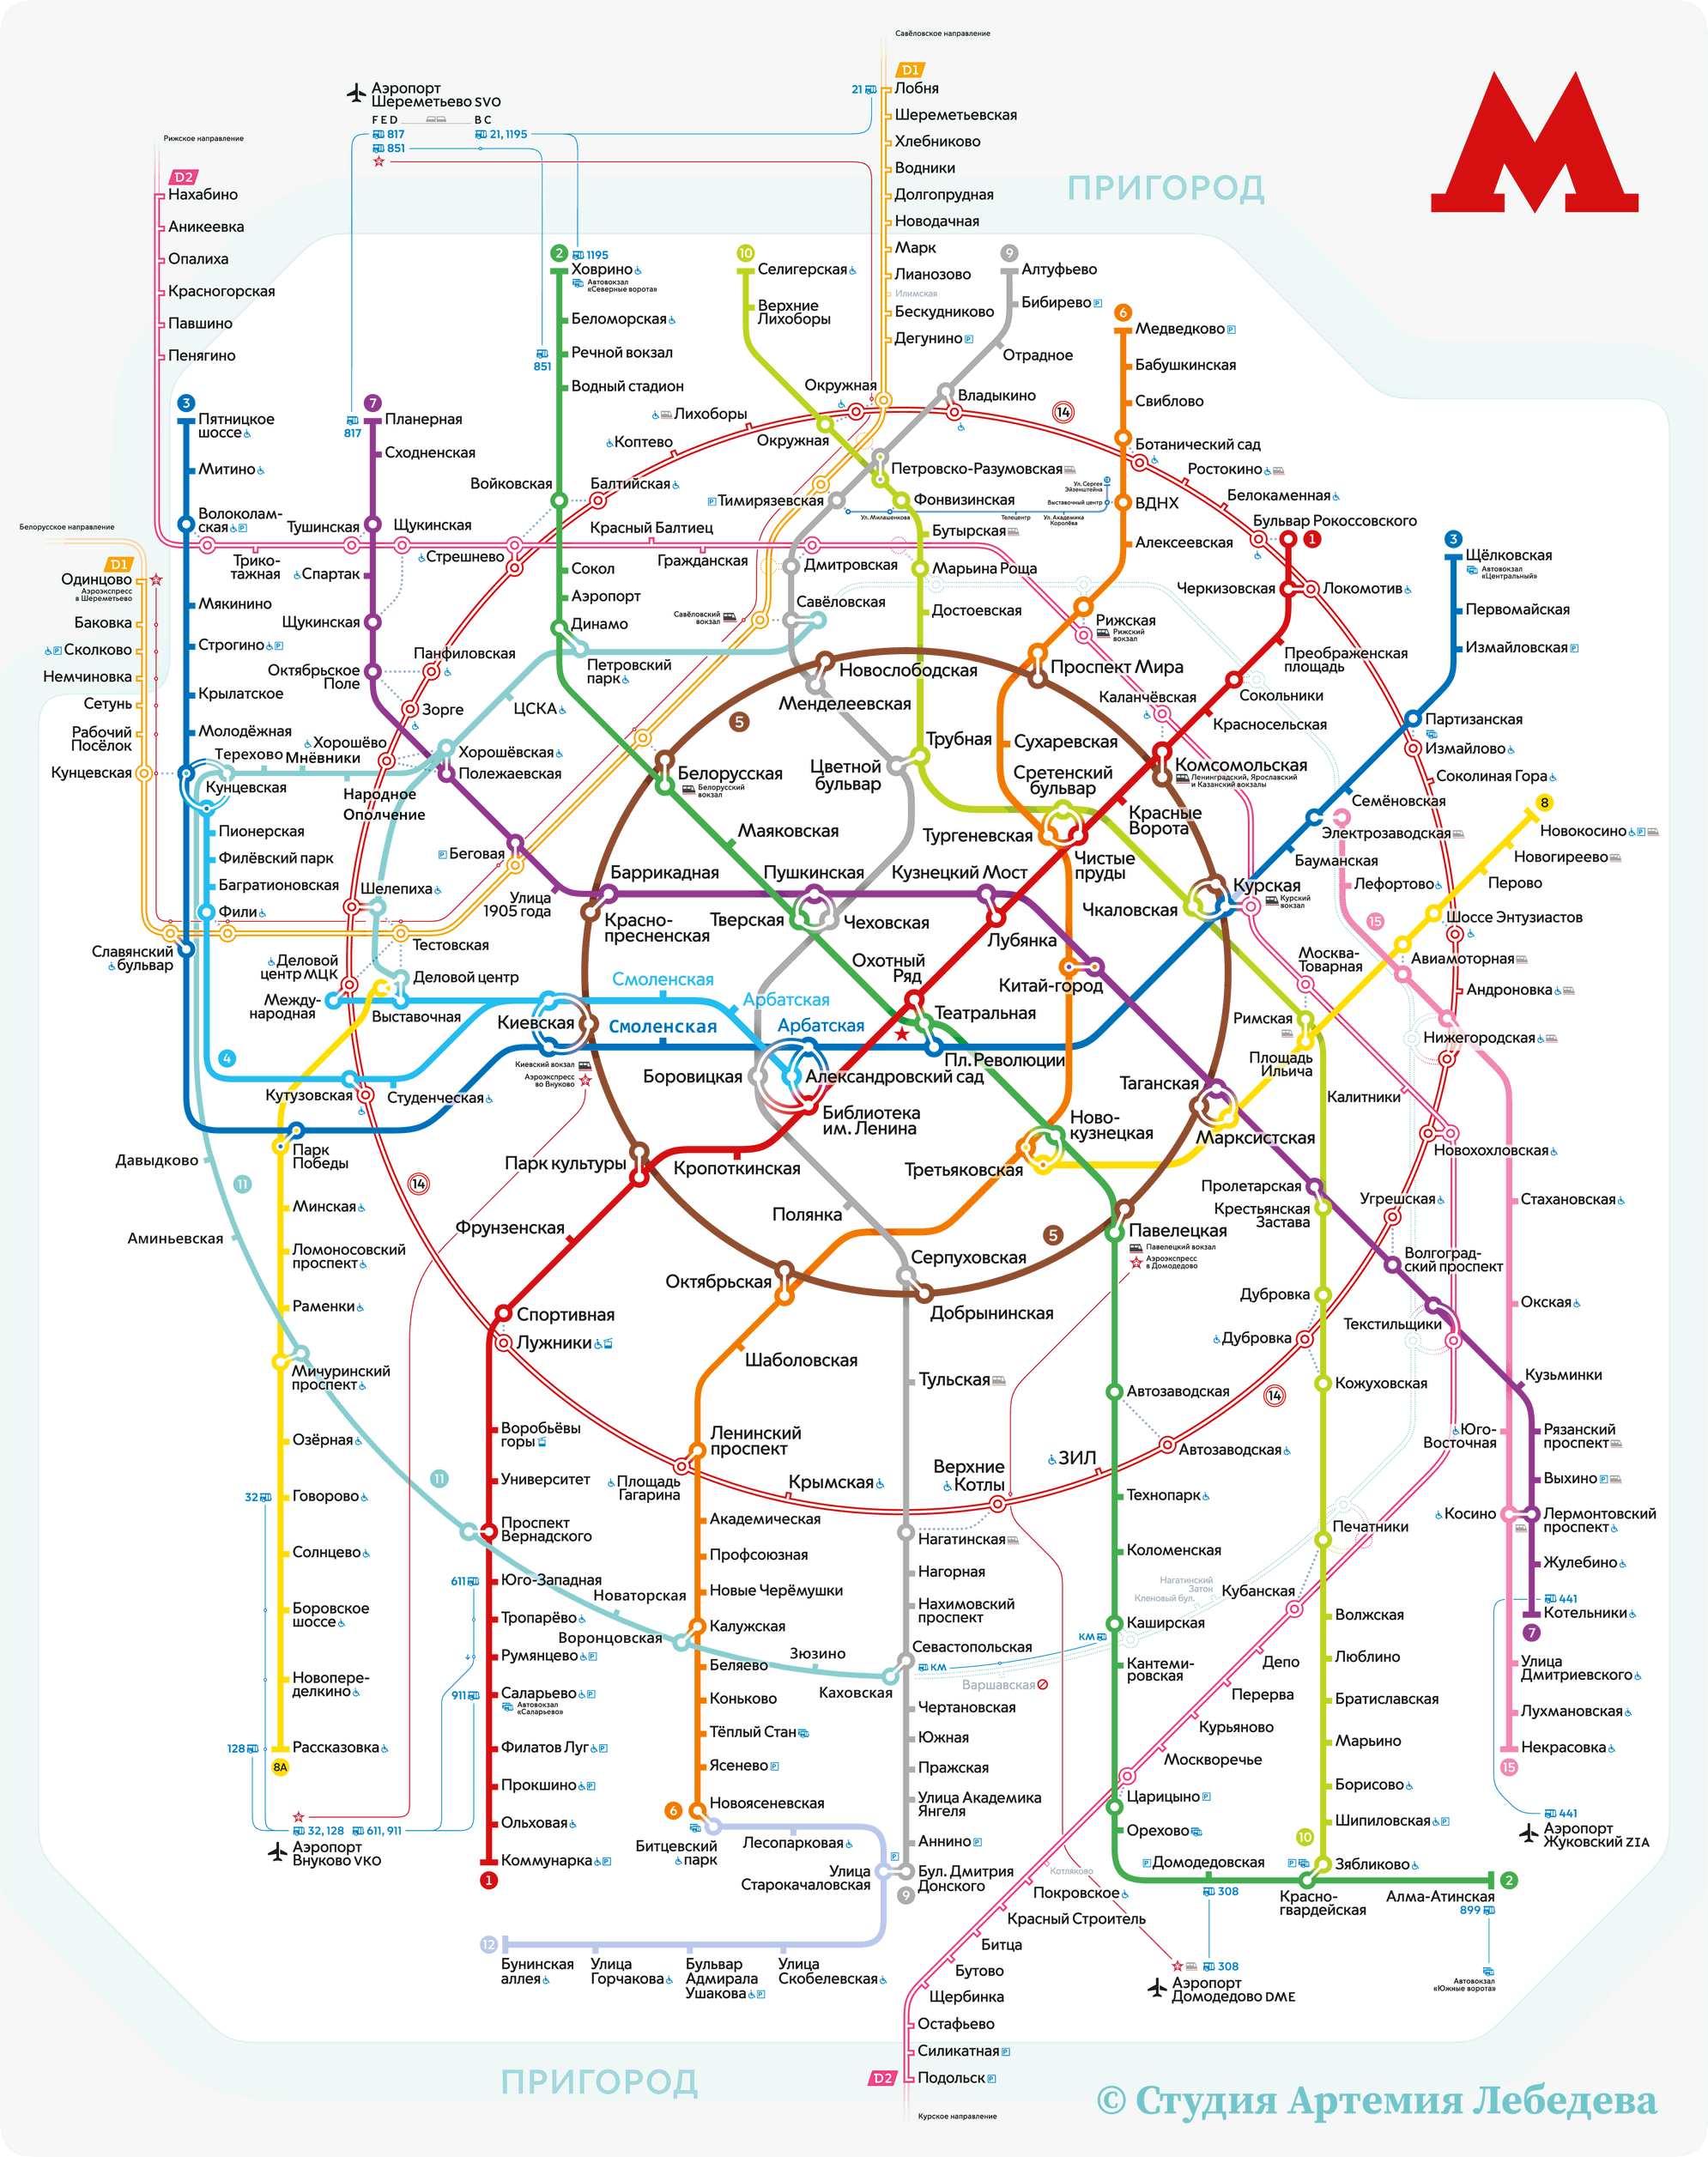 Савёловское направление
D1
21
Лобня
Шереметьевская
Хлебниково
Водники
Долгопрудная
Новодачная
Марк
Лианозово
Илимская
Бескудниково
Дегунино P
Окружная
Аэропорт
Шереметьево SVO
F E D
B C
817
21, 1195
851
ПРИГОРОД
М
Рижское направление
D2
Нахабино
Аникеевка
Опалиха
Красногорская
Павшино
Пенягино
2
1195
Ховрино
Автовокзал
«Северные ворота»
Беломорская
Речной вокзал
851
Водный стадион
Войковская
Сокол
Аэропорт
Динамо
10
Селигерская
Верхние
Лихоборы
Окружная
Петровско-Разумовская
Фонвизинская
Бутырская
Марьина Роща
Достоевская
9
Алтуфьево
Бибирево P
Отрадное
Владыкино
P Тимирязевская
Дмитровская
Савёловская
Савёловский
вокзал
6
Медведково P
Бабушкинская
Свиблово
Ботанический сад
ВДНХ
Алексеевская
Рижская
Рижский
вокзал
Проспект Мира
Ул. Сергея
Эйзенштейна
Выставочный центр
Ул. Милашенкова
Телецентр
Ул. Академика
Королёва
14
Лихоборы
Коптево
Балтийская
Стрешнево
Панфиловская
Зорге
Хорошёво
Ростокино
Белокаменная
Бульвар Рокоссовского
1
Черкизовская
Локомотив
Преображенская
площадь
Сокольники
Красносельская
Комсомольская
Ленинградский, Ярославский
и Казанский вокзалы
Каланчёвская
3
Щёлковская
Автовокзал
«Центральный»
Первомайская
Измайловская P
Партизанская
Измайлово
Соколиная Гора
Семёновская
Электрозаводская
Бауманская
Лефортово
15
8
Новокосино P
Новогиреево
Перово
Шоссе Энтузиастов
Авиамоторная
Андроновка
Нижегородская
3
Пятницкое
шоссе
Митино
Волоколам-
ская P
Мякинино
Строгино P
Крылатское
Молодёжная
Терехово
Мнёвники
Кунцевская
Народное
Ополчение
7
817
Планерная
Сходненская
Тушинская
Щукинская
Спартак
Щукинская
Октябрьское
Поле
Полежаевская
Хорошёвская
ЦСКА
Петровский
парк
Трико-
тажная
Красный Балтиец
Гражданская
Белорусское направление
D1
Одинцово
Аэроэкспресс
в Шереметьево
Баковка
P Сколково
Немчиновка
Сетунь
Рабочий
Посёлок
Кунцевская
Славянский
бульвар
Пионерская
Филёвский парк
Багратионовская
Фили
Шелепиха
P Беговая
Тестовская
Улица
1905 года
Деловой
центр МЦК
Деловой центр
Между-
народная
Выставочная
4
Кутузовская
Студенческая
5
Новослободская
Менделеевская
Белорусская
Белорусский
вокзал
Маяковская
Цветной
бульвар
Трубная
Сухаревская
Сретенский
бульвар
Тургеневская
Красные
Ворота
Чистые
пруды
Баррикадная
Красно-
пресненская
Пушкинская
Тверская
Чеховская
Кузнецкий Мост
Лубянка
Китай-город
Курская
Курский
вокзал
Чкаловская
Москва-
Товарная
Римская
Площадь
Ильича
Смоленская
Арбатская
Охотный
Ряд
Театральная
Пл. Революции
Киевская
Смоленская
Арбатская
Киевский вокзал
Аэроэкспресс
во Внуково
Боровицкая
Александровский сад
Библиотека
им. Ленина
Таганская
Марксистская
Ново-
кузнецкая
Третьяковская
Парк культуры
Кропоткинская
Полянка
Фрунзенская
Октябрьская
Серпуховская
Добрынинская
5
Павелецкая
Павелецкий вокзал
Аэроэкспресс
в Домодедово
Пролетарская
Крестьянская
Застава
Калитники
Новохохловская
Угрешская
Волгоград-
ский проспект
Стахановская
Окская
Текстильщики
Дубровка
Дубровка
14
Кожуховская
Кузьминки
Рязанский
проспект
Юго-
Восточная
Выхино P
Косино
Лермонтовский
проспект
Жулебино
441
Котельники
7
Улица
Дмитриевского
Лухмановская
Некрасовка
15
441
Аэропорт
Жуковский ZIA
Давыдково
11
14
Аминьевская
Парк
Победы
Минская
Ломоносовский
проспект
Раменки
Мичуринский
проспект
Озёрная
32
Говорово
Солнцево
Боровское
шоссе
Новопере-
делкино
128
Рассказовка
8А
32, 128
611, 911
Аэропорт
Внуково VKO
Спортивная
Лужники
Воробьёвы
горы
Университет
11
Проспект
Вернадского
611
Юго-Западная
Тропарёво
Румянцево P
911
Саларьево P
Автовокзал
«Саларьево»
Филатов Луг P
Прокшино P
Ольховая
Коммунарка P
1
Шаболовская
Ленинский
проспект
Площадь
Гагарина
Крымская
Академическая
Профсоюзная
Новые Черёмушки
Новаторская
Калужская
Воронцовская
Беляево
Коньково
Тёплый Стан
Ясенево P
Новоясеневская
6
Битцевский
парк
Лесопарковая
Улица
Старокачаловская
P
Тульская
Верхние
Котлы
ЗИЛ
Нагатинская
Нагорная
Нахимовский
проспект
Севастопольская
КМ
Зюзино
Каховская
Варшавская
Чертановская
Южная
Пражская
Улица Академика
Янгеля
Аннино P
Бул. Дмитрия
Донского
9
12
Бунинская
аллея
Улица
Горчакова
Бульвар
Адмирала
Ушакова P
Улица
Скобелевская
Автозаводская
Автозаводская
Технопарк
Коломенская
Нагатинский
Затон
Кленовый бул.
КМ
Каширская
Кантеми-
ровская
Царицыно P
Орехово
P Домодедовская
308
Красно-
гвардейская
Алма-Атинская
2
899
Автовокзал
«Южные ворота»
308
Аэропорт
Домодедово DME
Печатники
Кубанская
Волжская
Люблино
Братиславская
Марьино
Борисово
Шипиловская P
10
P
Зябликово
Депо
Перерва
Курьяново
Москворечье
Котляково
Покровское
Красный Строитель
Битца
Бутово
Щербинка
Остафьево
Силикатная P
D2
Подольск P
Курское направление
ПРИГОРОД
© Студия Артемия Лебедева